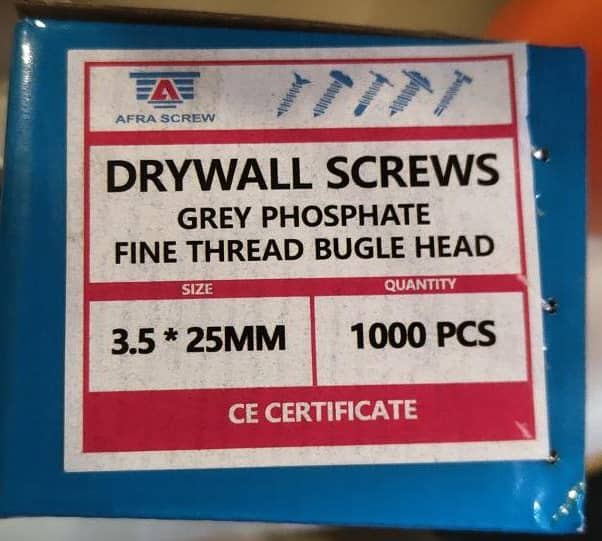 AFRA SCREW
DRYWALL SCREWS
GREY PHOSPHATE
FINE THREAD BUGLE HEAD
SIZE
QUANTITY
3.5 * 25MM
1000 PCS
CE CERTIFICATE